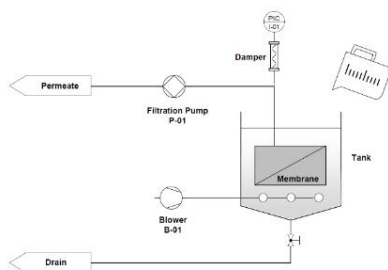 PIC
I-01
Damper
Permeate
Filtration Pump
P-01
Tank
Membrane
Blower
B-01
Drain